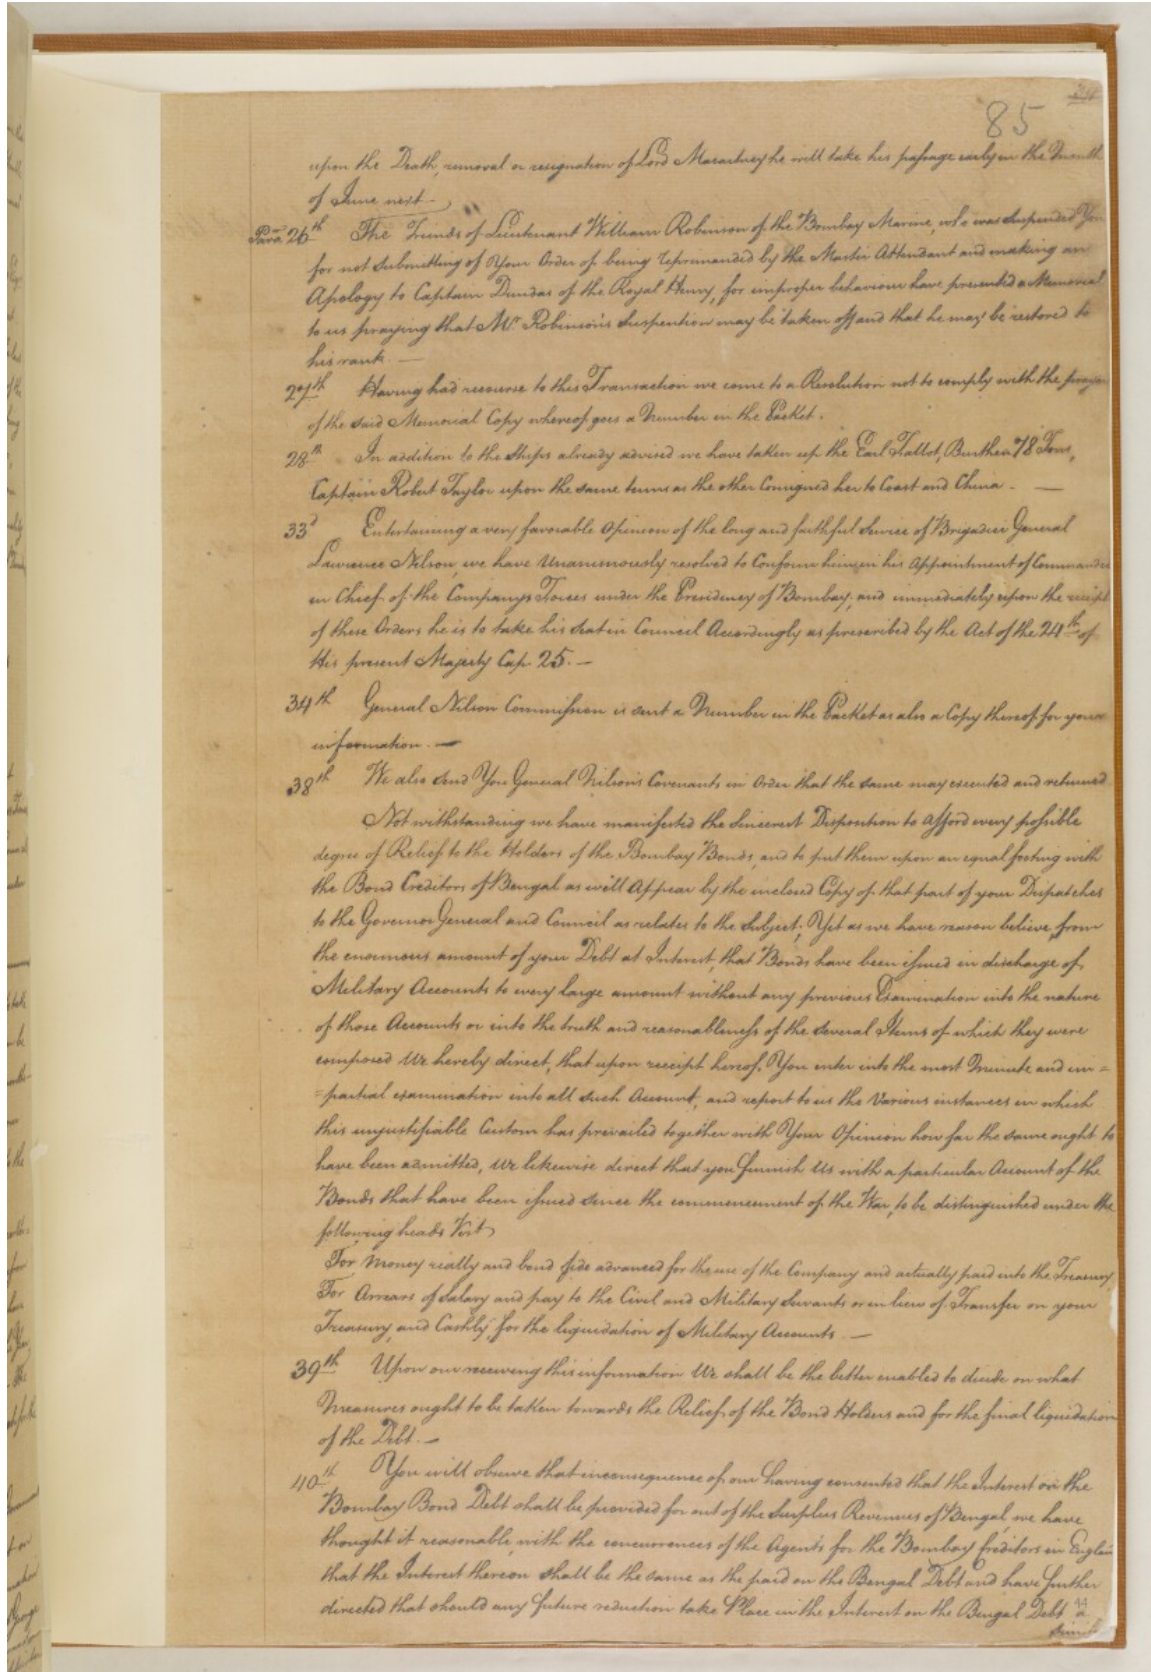 85
upon the Death, removal or resignation of Lord Macartney he will take his passage early in the Month
of June next.
Para 26th The Friends of Lieutenant William Robinson of the Bombay Marine, who was suspended You
for not submitting of Your Order of being reprimanded by the Master Attendant and making an
Apology to Captain Dundas of the Royal Henry, for improper behaviour have presented a Memorial
to us praying that Mr Robinson's Suspention may be taken off and that he may be restored to
his rank. —
27th Having had recourse to this Transaction we come to a Resolution not to comply with the prayer
of the said Memorial Copy whereof goes a Number in the Packet.
28th In addition to the Ships already advised we have taken up the Earl Talbot, Burthen 78 Tons,
Captain Robert Taylor upon the same terms as the other Consigned her to Coast and China. —
33d Entertaining a very favorable Opinion of the long and faithful Service of Brigadier General
Lawrence Nilson, we have Unanimously resolved to Confirm him in his Appointment of Commander
in Chief of the Companys Forces under the Presidency of Bombay, and immediately upon the receipt
of these Orders he is to take his Seat in Council Accordingly as prescribed by the Act of the 24th of
His present Majesty Cap. 25. —
34th General Nilson Commission is sent a Number in the Packet as also a Copy thereof for your
information. —
38th We also send You General Nilson's Covenants in Order that the same may executed and returned
Not withstanding we have manifested the Sincerest Disposition to afford every possible
degree of Relief to the Holders of the Bombay Bonds, and to put them upon an equal footing with
the Bond Creditors of Bengal as will Appear by the inclosed Copy of that part of your Dispatches
to the Governor General and Council as relates to the Subject; Yet as we have reason believe, from
the enormous amount of your Debt at Interest, that Bonds have been issued in discharge of
Military Accounts to every large amount without any previous Examination into the nature
of those Accounts or into the truth and reasonableness of the several Items of which they were
composed We hereby direct, that upon receipt hereof, You enter into the most Minute and im=
=partial examination into all such Account, and report to us the Various instances in which
this unjustifiable Custom has prevailed together with Your Opinion how far the same ought to
have been admitted, We likewise direct that you furnish Us with a particular Account of the
Bonds that have been issued since the commencement of the War, to be distinguished under the
following heads Vizt
For Money really and bond fide advanced for the use of the Company and actually paid into the Treasury,
For Arrears of Salary and pay to the Civil and Military Servants or in lieu of Transfer on your
Treasury, and Cashly, for the liquidation of Military Accounts —
39th Upon our receiving this information We shall be the better enabled to decide on what
Measures ought to be taken towards the Relief of the Bond Holders and for the final liquidation
of the Debt. —
40th You will observe that inconsequence of our having consented that the Interest on the
Bombay Bond Debt shall be provided for out of the Surplus Revenues of Bengal, we have
thought it reasonable, with the concurrences of the Agents for the Bombay Creditors in England
that the Interest thereon shall be the same as the paid on the Bengal Debt and have further
directed that should any future reduction take Place in the Interest on the Bengal Debt a